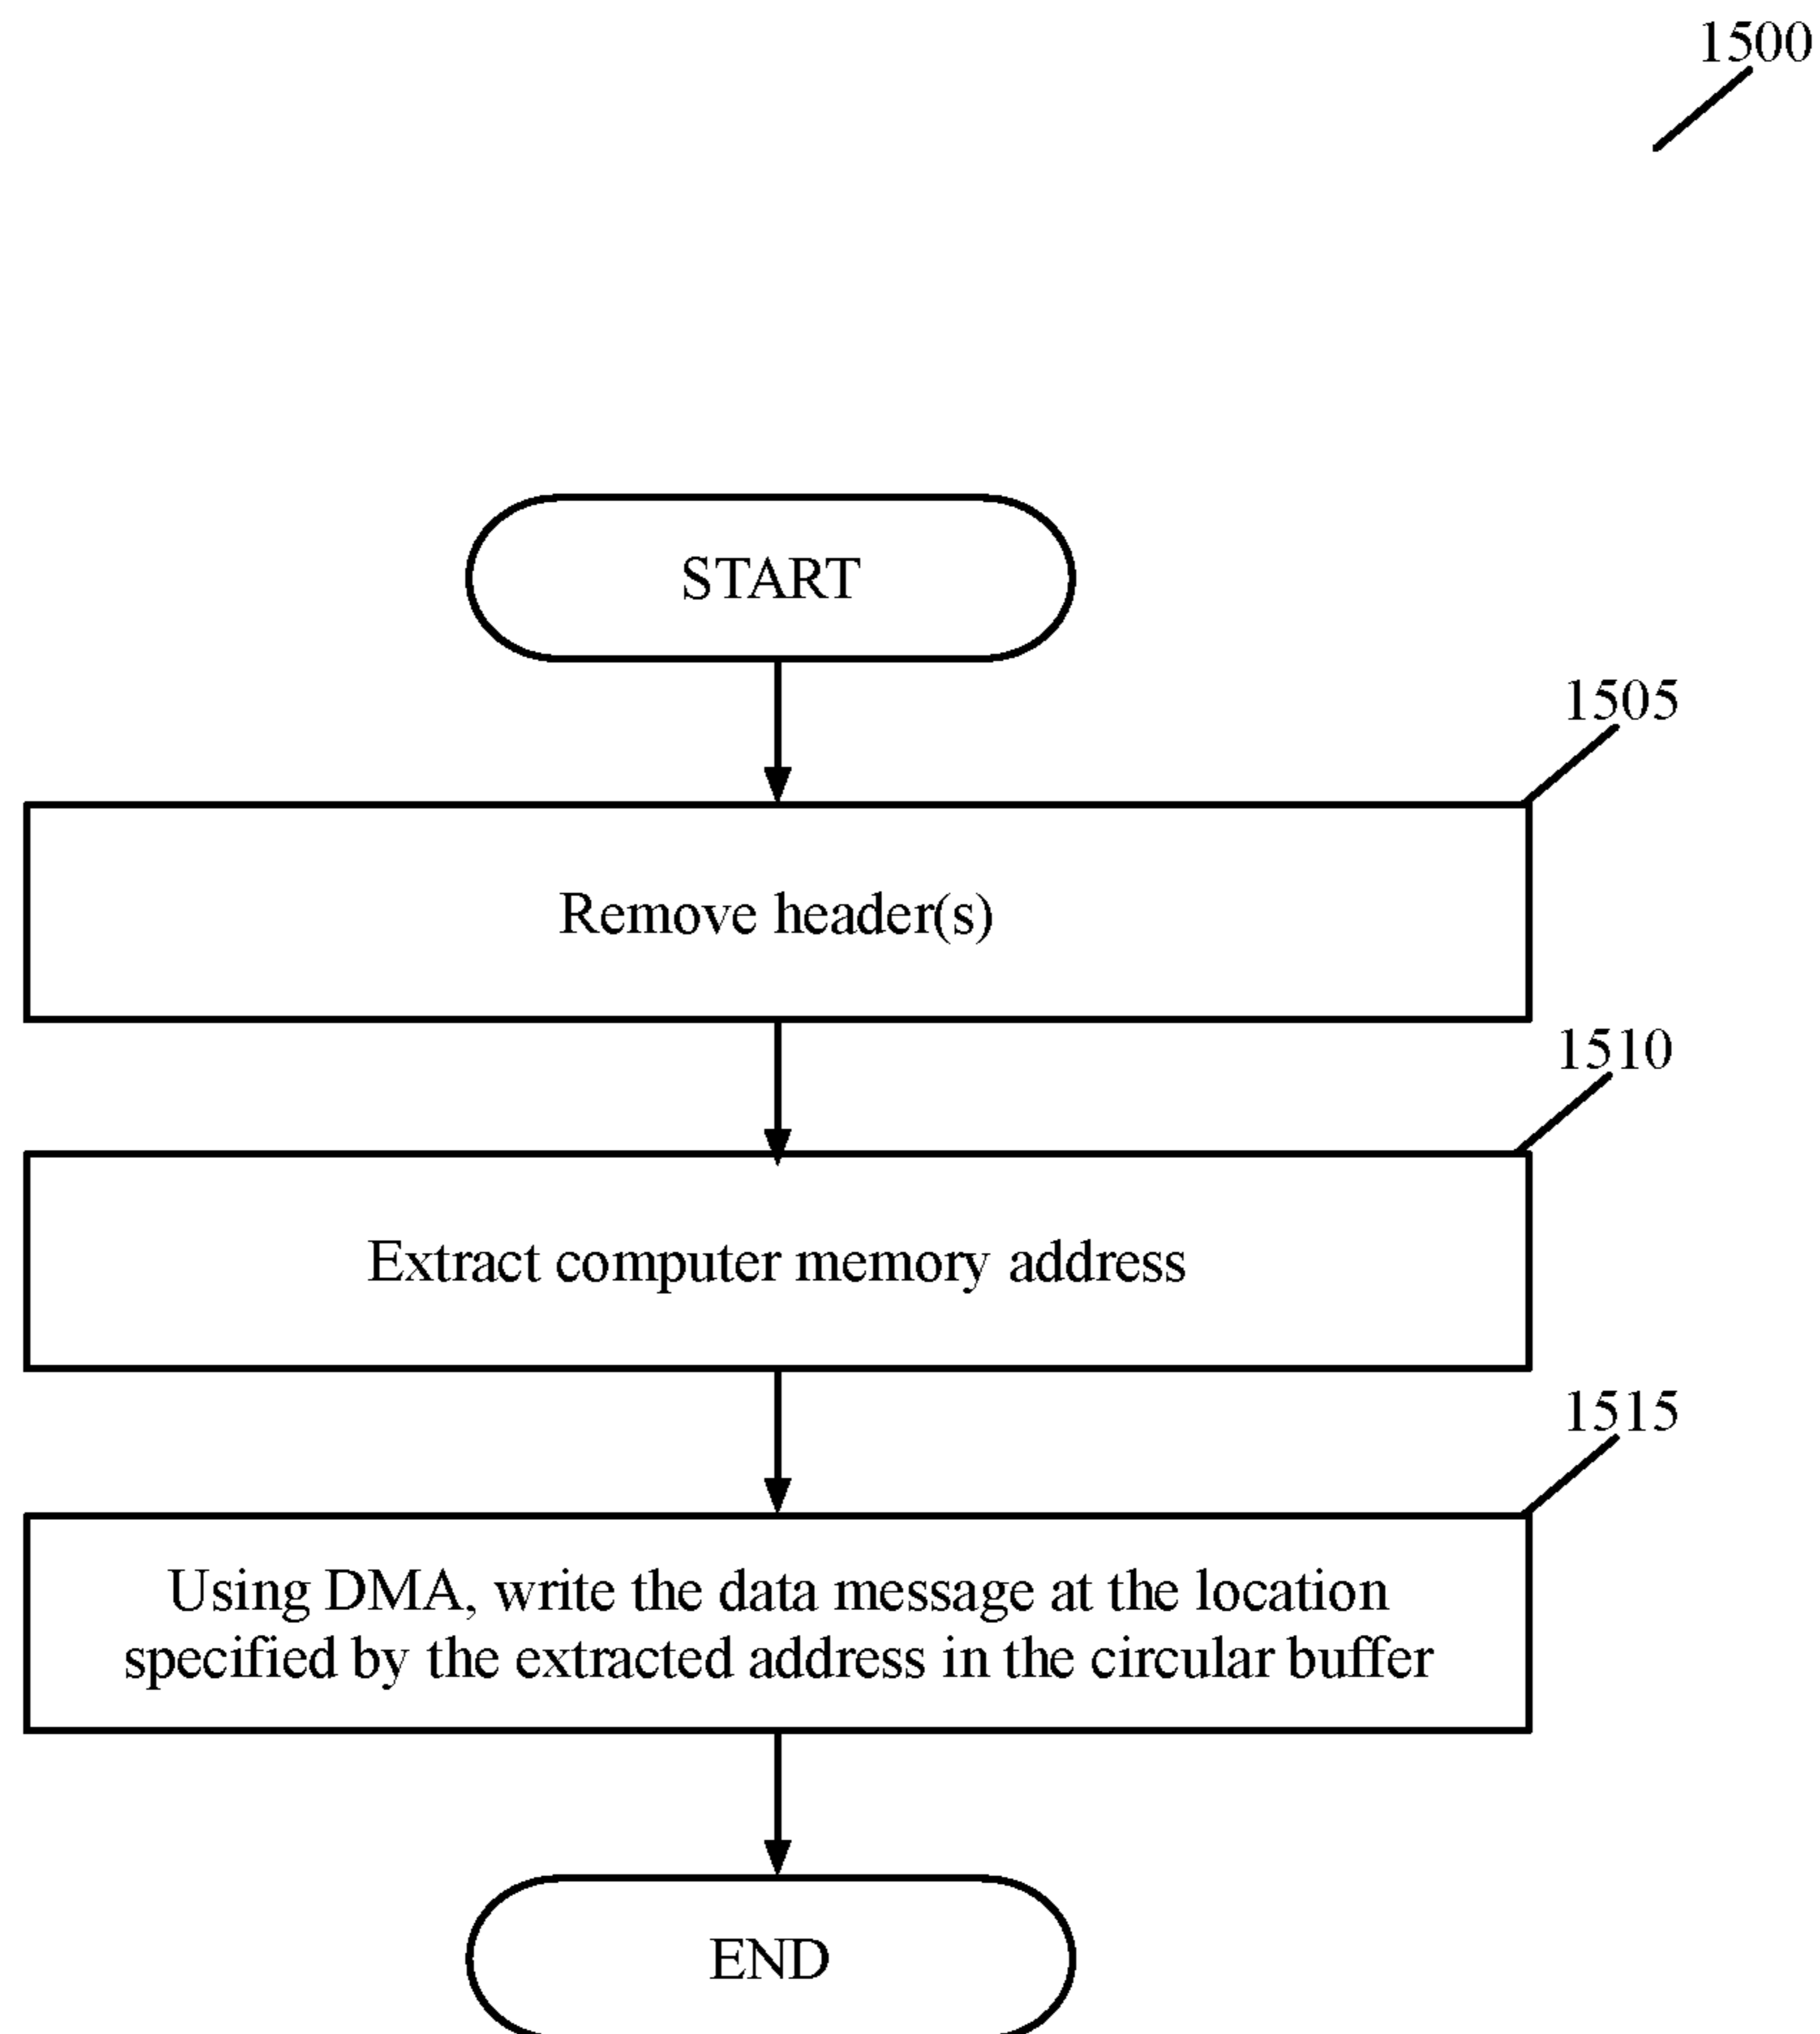 1500
START
1505
Remove header(s)
1510
Extract computer memory address
1515
Using DMA, write the data message at the location
specified by the extracted address in the circular buffer
END